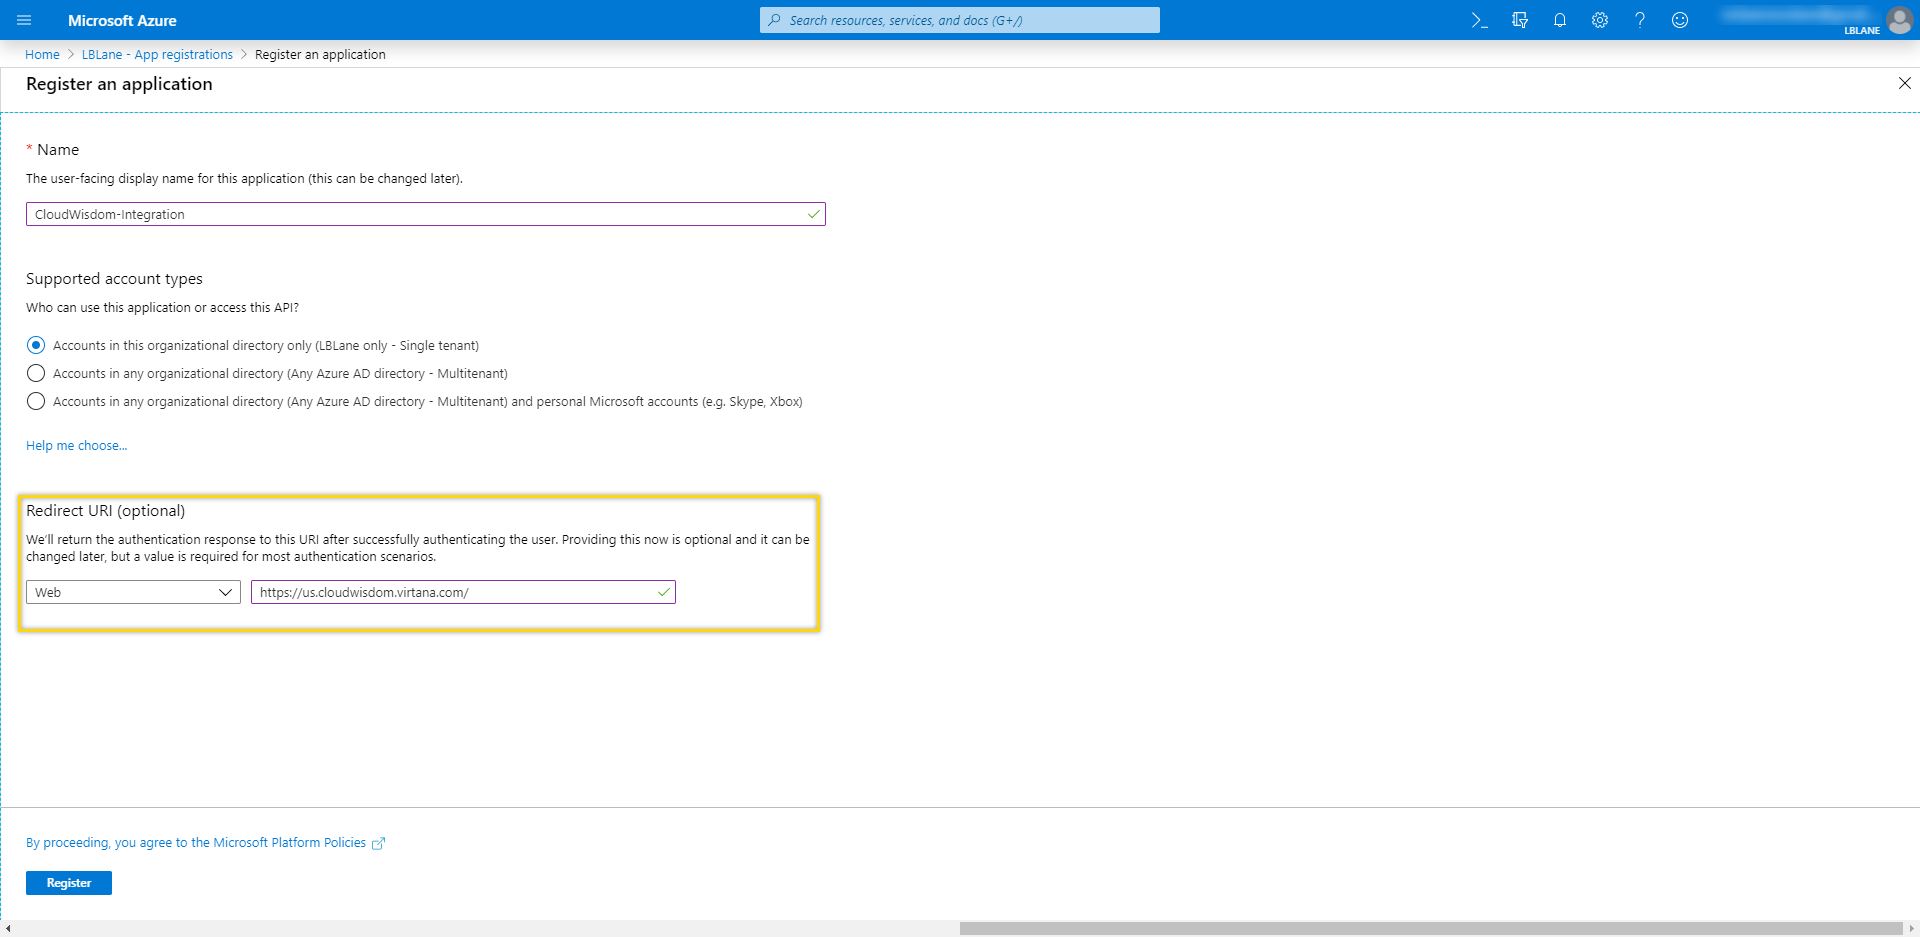 Microsoft Azure
Search resources, services, and docs (G+/)
LBLANE
Home > LBLane - App registrations > Register an application
Register an application
* Name
The user-facing display name for this application (this can be changed later).
CloudWisdom-Integration
Supported account types
Who can use this application or access this API?
Accounts in this organizational directory only (LBLane only - Single tenant)
Accounts in any organizational directory (Any Azure AD directory - Multitenant)
Accounts in any organizational directory (Any Azure AD directory - Multitenant) and personal Microsoft accounts (e.g. Skype, Xbox)
Help me choose...
Redirect URI (optional)
We'll return the authentication response to this URI after successfully authenticating the user. Providing this now is optional and it can be
changed later, but a value is required for most authentication scenarios.
Web
https://us.cloudwisdom.virtana.com/
By proceeding, you agree to the Microsoft Platform Policies
Register